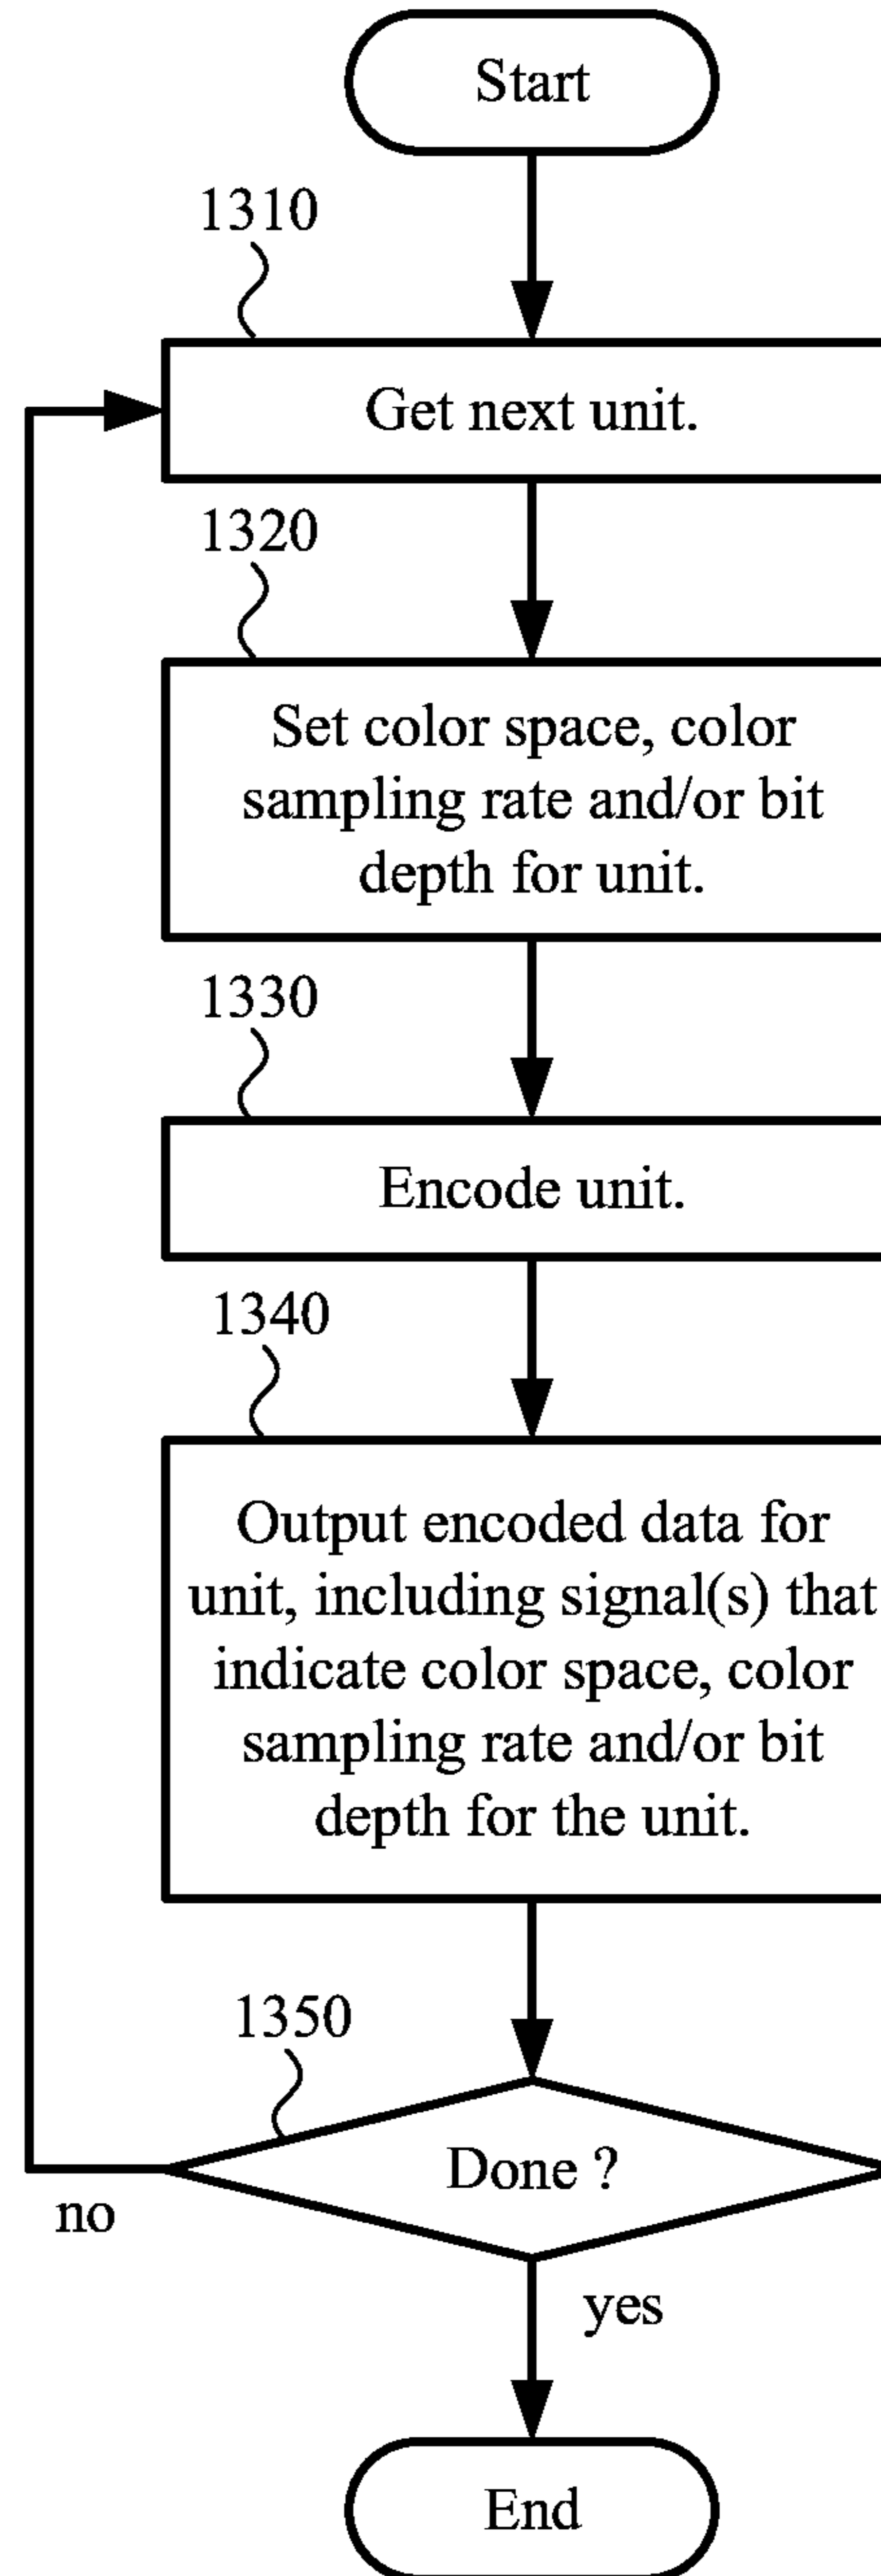 Start
1310
Get next unit.
1320
Set color space, color
sampling rate and/or bit
depth for unit.
1330
Encode unit.
1340
Output encoded data for
unit, including signal(s) that
indicate color space, color
sampling rate and/or bit
depth for the unit.
1350
Done ?
no
yes
End